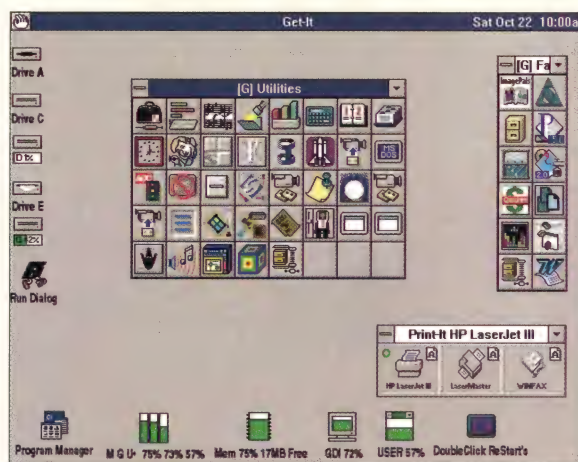 Get-It
Sat Oct 22 10:00a
Drive A
Drive C
Drive E
Run Dialog
[G] Utilities
MS DOS
[G] Fa
ImagePals
Print-It HP LaserJet III
HP LaserJet III
LaserMaster
WINFAX
Program Manager
M G U• 75% 73% 57%
Mem 75% 17MB Free
GDI 72%
USER 57%
DoubleClick ReStart's